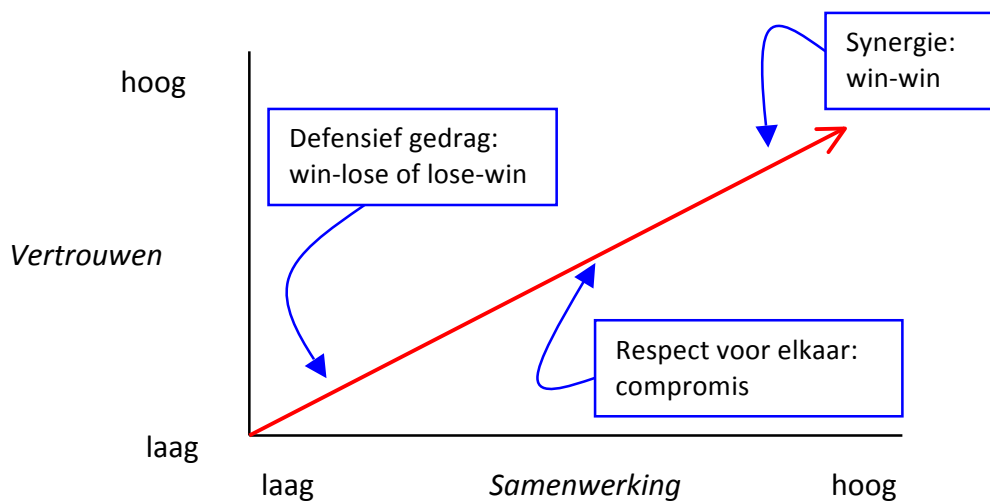 Synergie:
win-win
hoog
Defensief gedrag:
win-lose of lose-win
Vertrouwen
Respect voor elkaar:
compromis
laag
laag
Samenwerking
hoog